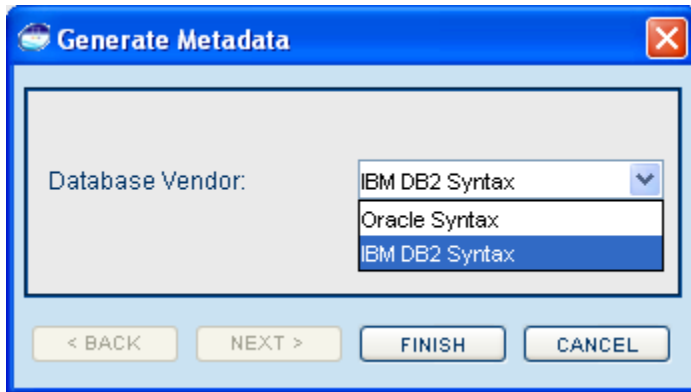 Generate Metadata
Database Vendor: IBM DB2 Syntax
Oracle Syntax
IBM DB2 Syntax
< BACK NEXT > FINISH CANCEL